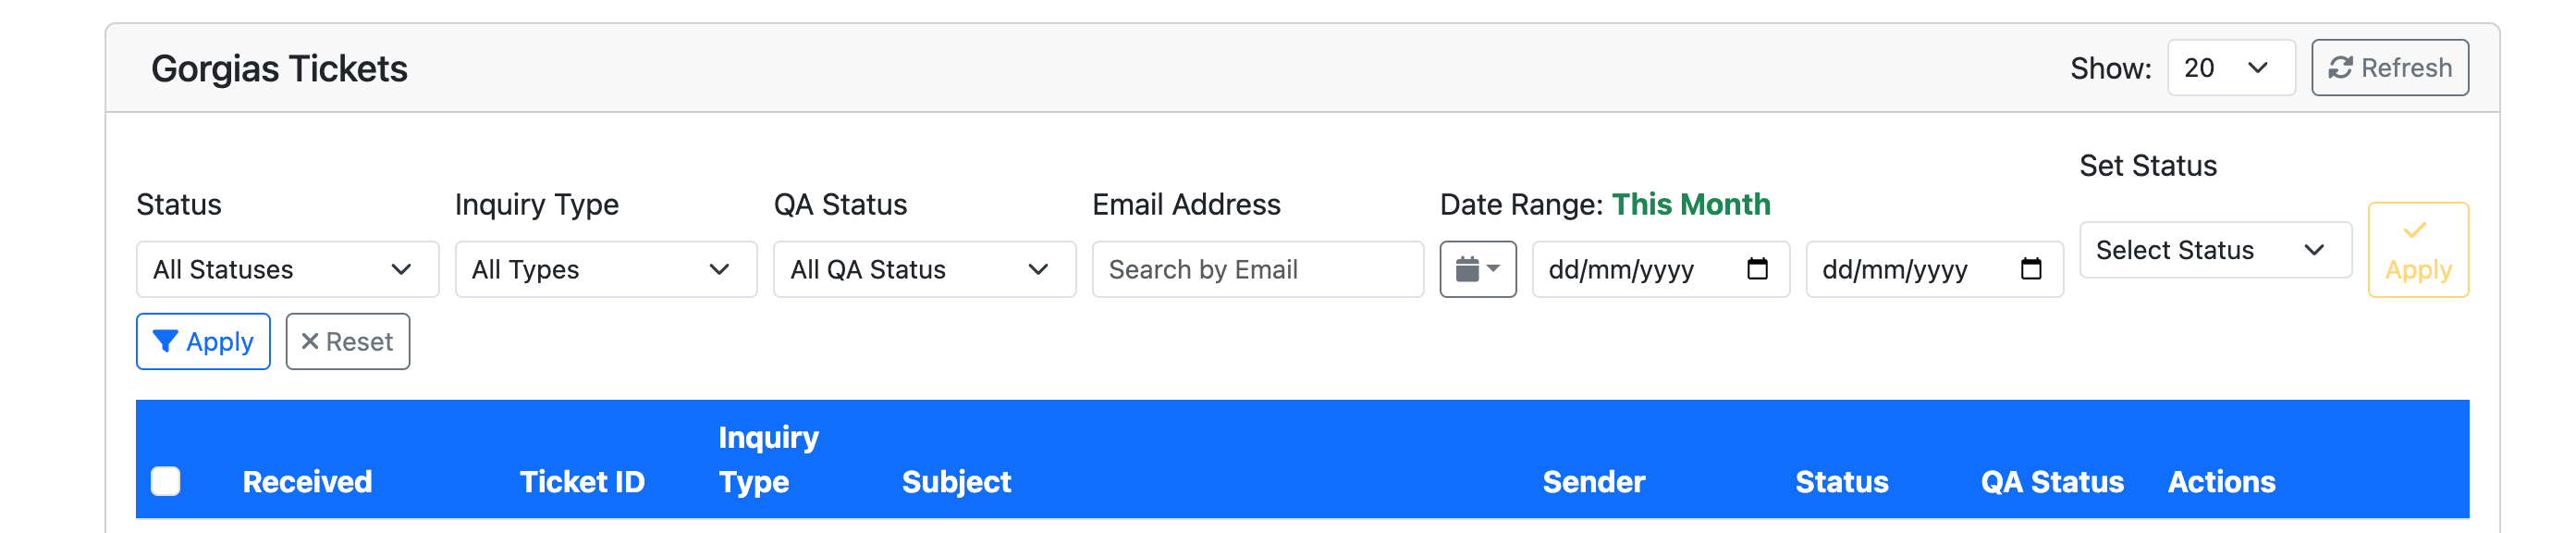 Gorgias Tickets
Show: 20 Refresh
Set Status
Status Inquiry Type QA Status Email Address Date Range: This Month
All Statuses All Types All QA Status Search by Email dd/mm/yyyy dd/mm/yyyy Select Status Apply
Apply Reset
Received Ticket ID Inquiry Type Subject Sender Status QA Status Actions